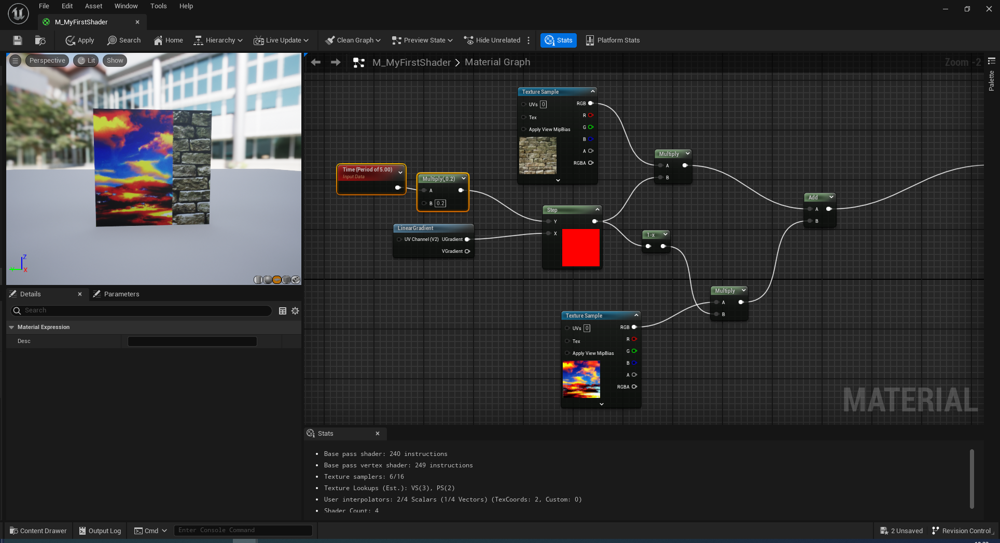 File Edit Asset Window Tools Help
M_MyFirstShader
Apply Search Home Hierarchy Live Update Clean Graph Preview State Hide Unrelated Stats Platform Stats
Perspective Lit Show
M_MyFirstShader > Material Graph
Zoom -2
Palette
Texture Sample
UVs 0 RGB
R
Tex
G
Apply View MipBias
B
A
RGBA
Time (Period of 5.00)
Input Data
Multiply(,0.2)
A
B 0.2
LinearGradient
UV Channel (V2) UGradient
VGradient
Step
Y
X
Multiply
A
B
1-x
Add
A
B
Multiply
A
B
Texture Sample
UVs 0 RGB
R
Tex
G
Apply View MipBias
B
A
RGBA
MATERIAL
Z
X
Details Parameters
Search
Material Expression
Desc
Stats
• Base pass shader: 240 instructions
• Base pass vertex shader: 249 instructions
• Texture samplers: 6/16
• Texture Lookups (Est.): VS(3), PS(2)
• User interpolators: 2/4 Scalars (1/4 Vectors) (TexCoords: 2, Custom: 0)
• Shader Count: 4
Content Drawer Output Log Cmd Enter Console Command 2 Unsaved Revision Control